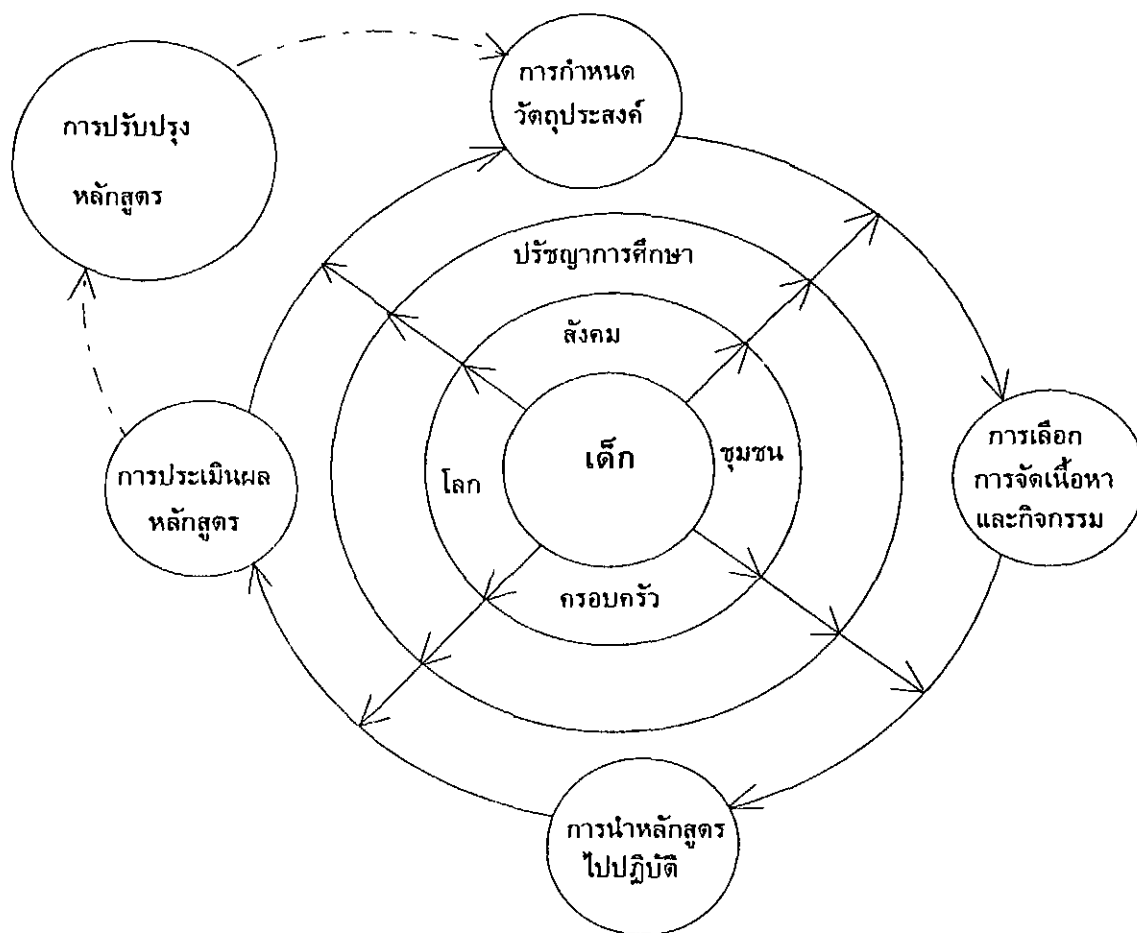 การกำหนด
วัตถุประสงค์
การปรับปรุง
หลักสูตร
ปรัชญาการศึกษา
สังคม
เด็ก
ชุมชน
โลก
ครอบครัว
การเลือก
การจัดเนื้อหา
และกิจกรรม
การประเมินผล
หลักสูตร
การนำหลักสูตร
ไปปฏิบัติ